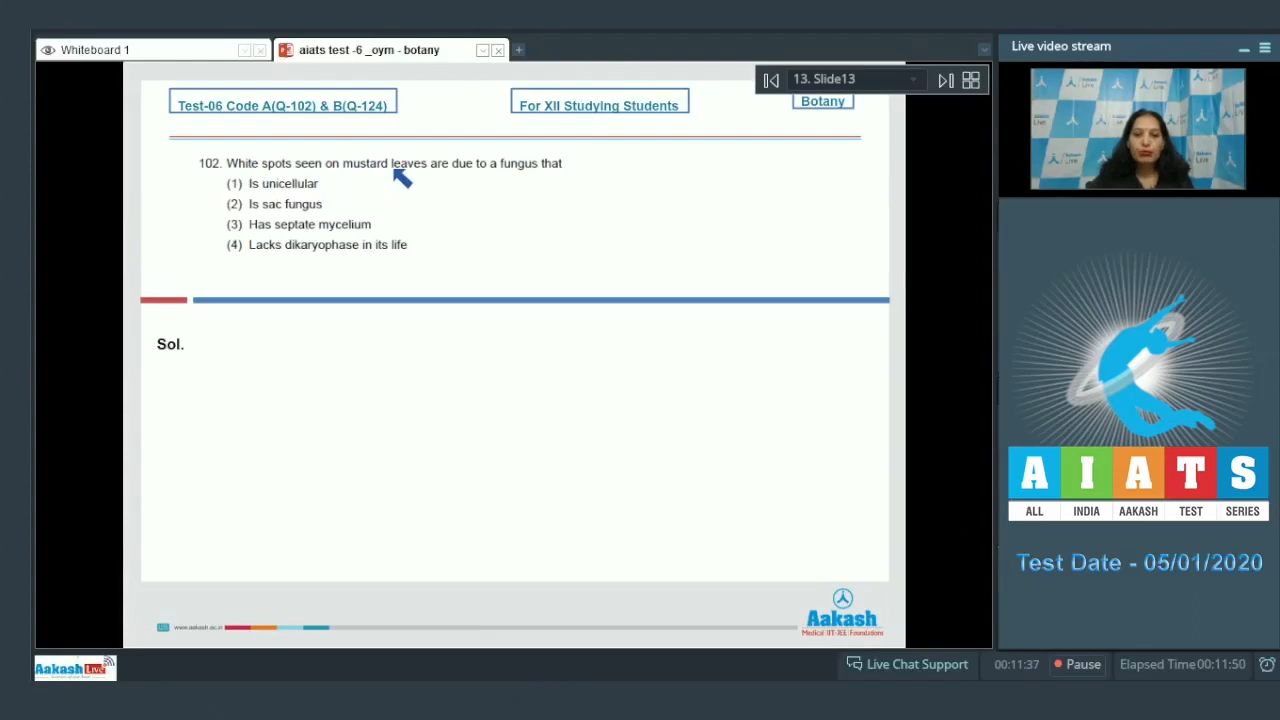 Whiteboard 1
aiats test -6 _oym - botany
Live video stream
13. Slide13
Test-06 Code A(Q-102) & B(Q-124)
For XII Studying Students
Botany
102. White spots seen on mustard leaves are due to a fungus that
(1) Is unicellular
(2) Is sac fungus
(3) Has septate mycelium
(4) Lacks dikaryophase in its life
Sol.
A I A T S
ALL INDIA AAKASH TEST SERIES
Test Date - 05/01/2020
www.aakash.ac.in
Aakash
Medical|IIT-JEE|Foundations
Aakash Live
Live Chat Support
00:11:37
Pause
Elapsed Time 00:11:50